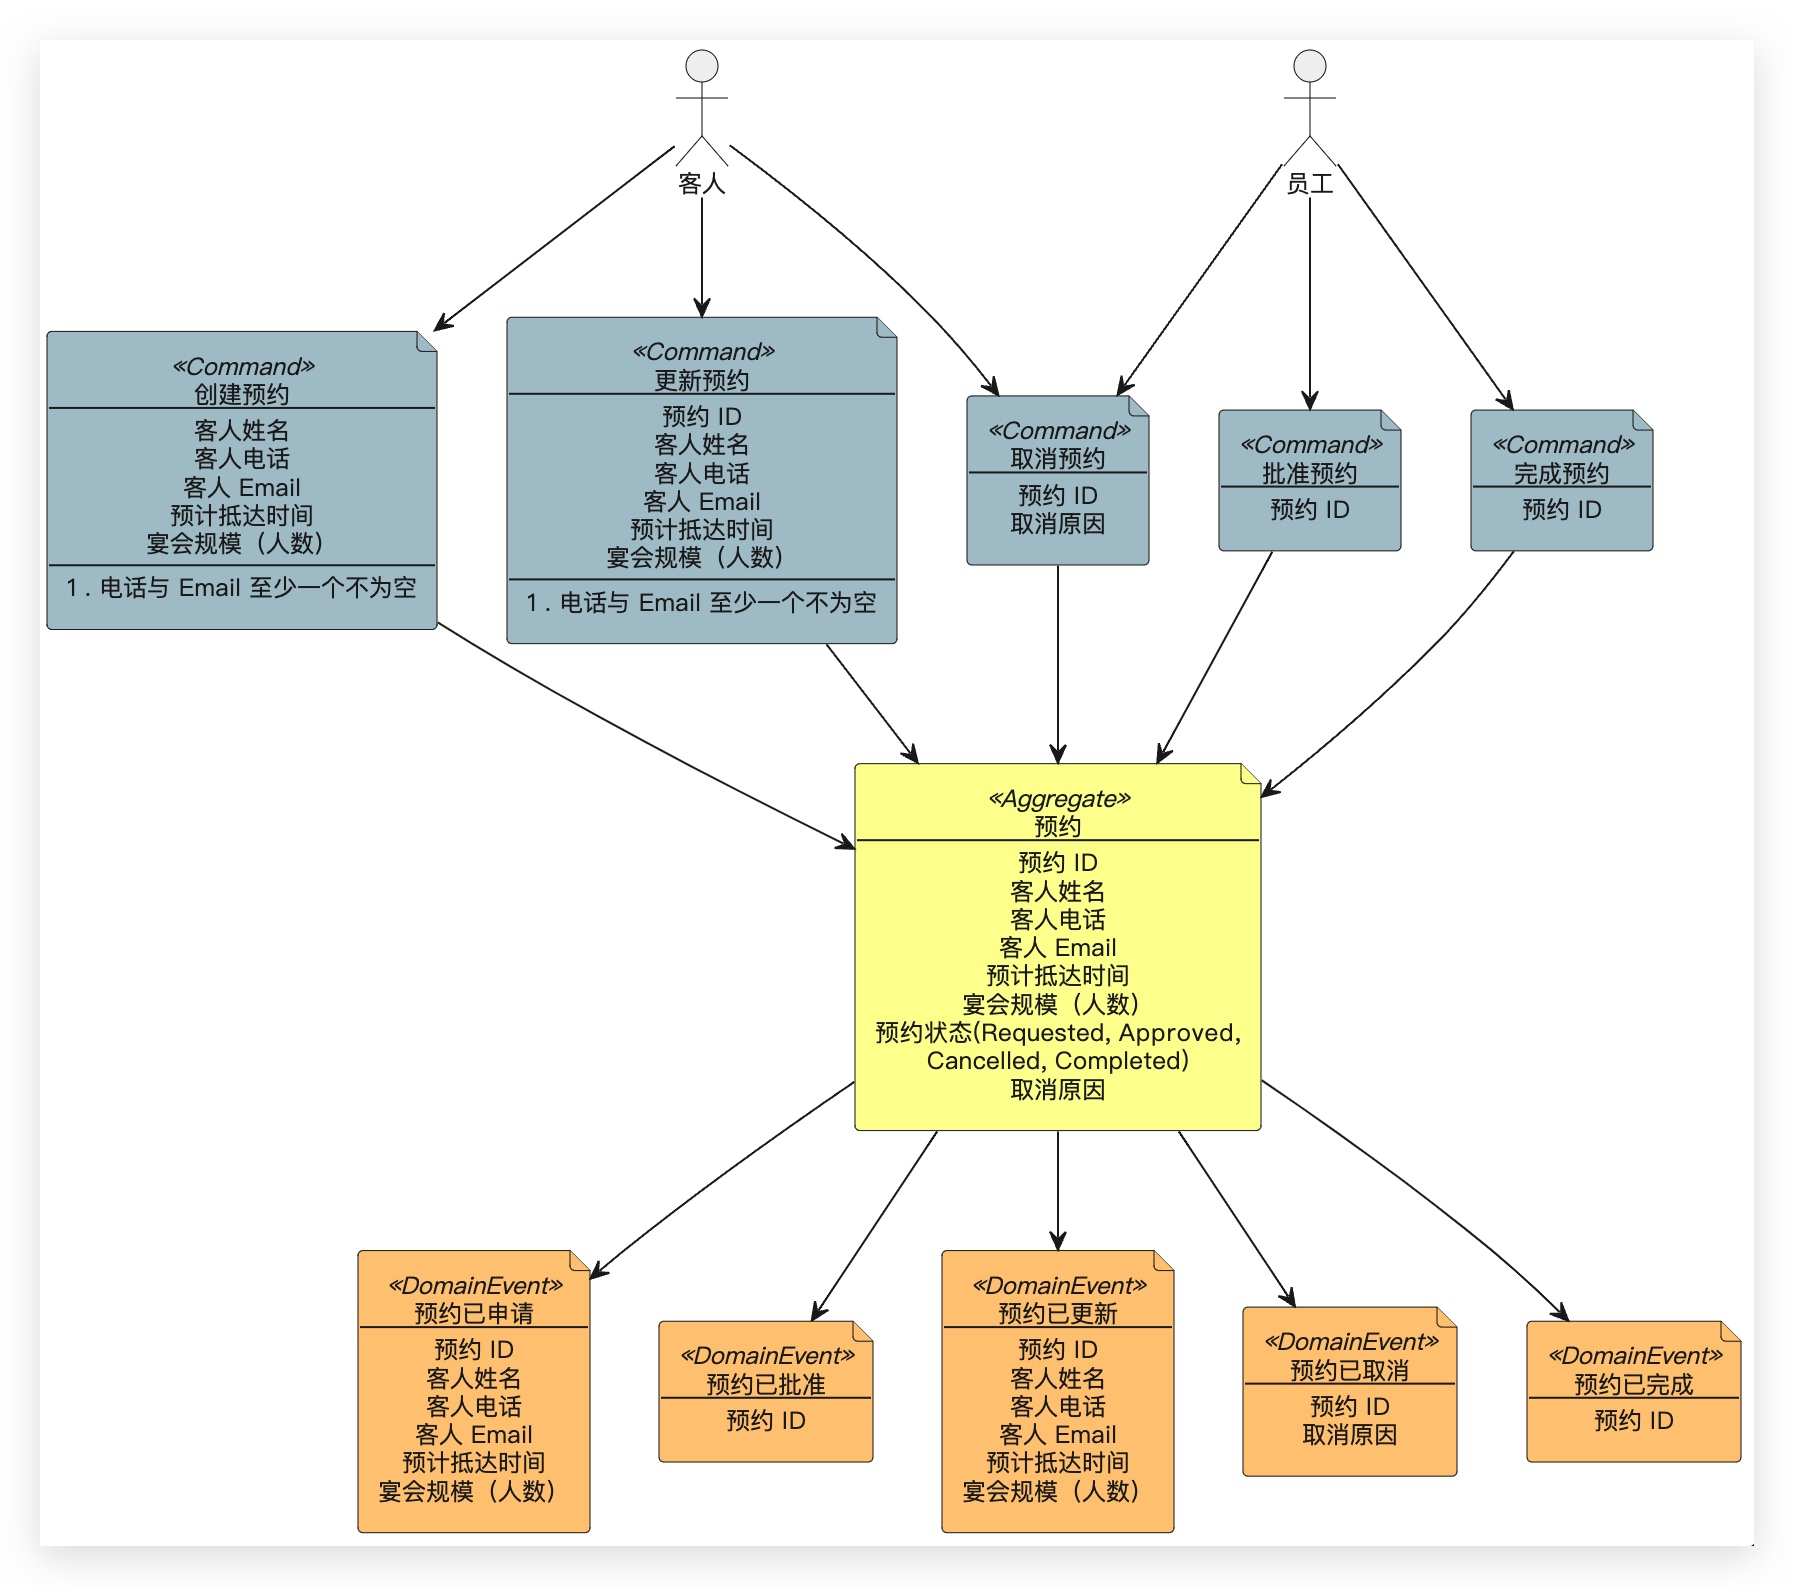 客人
员工
«Command»
创建预约
客人姓名
客人电话
客人 Email
预计抵达时间
宴会规模（人数）
1. 电话与 Email 至少一个不为空
«Command»
更新预约
预约 ID
客人姓名
客人电话
客人 Email
预计抵达时间
宴会规模（人数）
1. 电话与 Email 至少一个不为空
«Command»
取消预约
预约 ID
取消原因
«Command»
批准预约
预约 ID
«Command»
完成预约
预约 ID
«Aggregate»
预约
预约 ID
客人姓名
客人电话
客人 Email
预计抵达时间
宴会规模（人数）
预约状态(Requested, Approved,
Cancelled, Completed)
取消原因
«DomainEvent»
预约已申请
预约 ID
客人姓名
客人电话
客人 Email
预计抵达时间
宴会规模（人数）
«DomainEvent»
预约已批准
预约 ID
«DomainEvent»
预约已更新
预约 ID
客人姓名
客人电话
客人 Email
预计抵达时间
宴会规模（人数）
«DomainEvent»
预约已取消
预约 ID
取消原因
«DomainEvent»
预约已完成
预约 ID